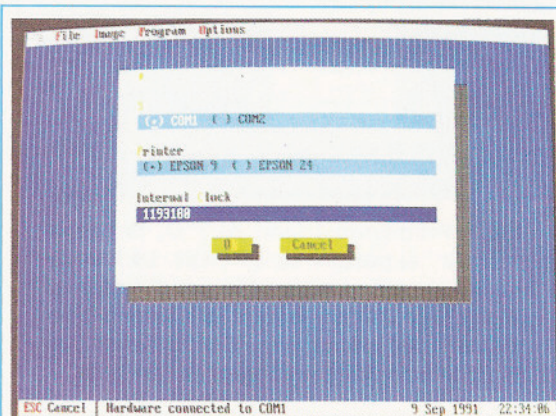 File Image Program Options
(•) COM1 ( ) COM2
Printer
(•) EPSON 9 ( ) EPSON 24
Internal Clock
1193180
O
Cancel
ESC Cancel | Hardware connected to COM1 9 Sep 1991 22:34:06